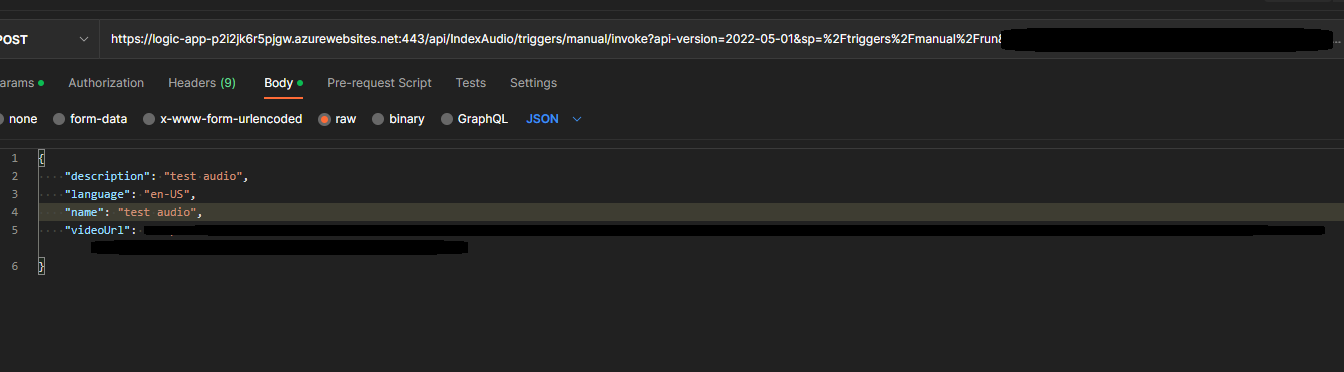 POST https://logic-app-p2i2jk6r5pjgw.azurewebsites.net:443/api/IndexAudio/triggers/manual/invoke?api-version=2022-05-01&sp=%2Ftriggers%2Fmanual%2Frun& ...
arams Authorization Headers (9) Body Pre-request Script Tests Settings
none form-data x-www-form-urlencoded raw binary GraphQL JSON
1 {
2 "description": "test audio",
3 "language": "en-US",
4 "name": "test audio",
5 "videoUrl":
6 }